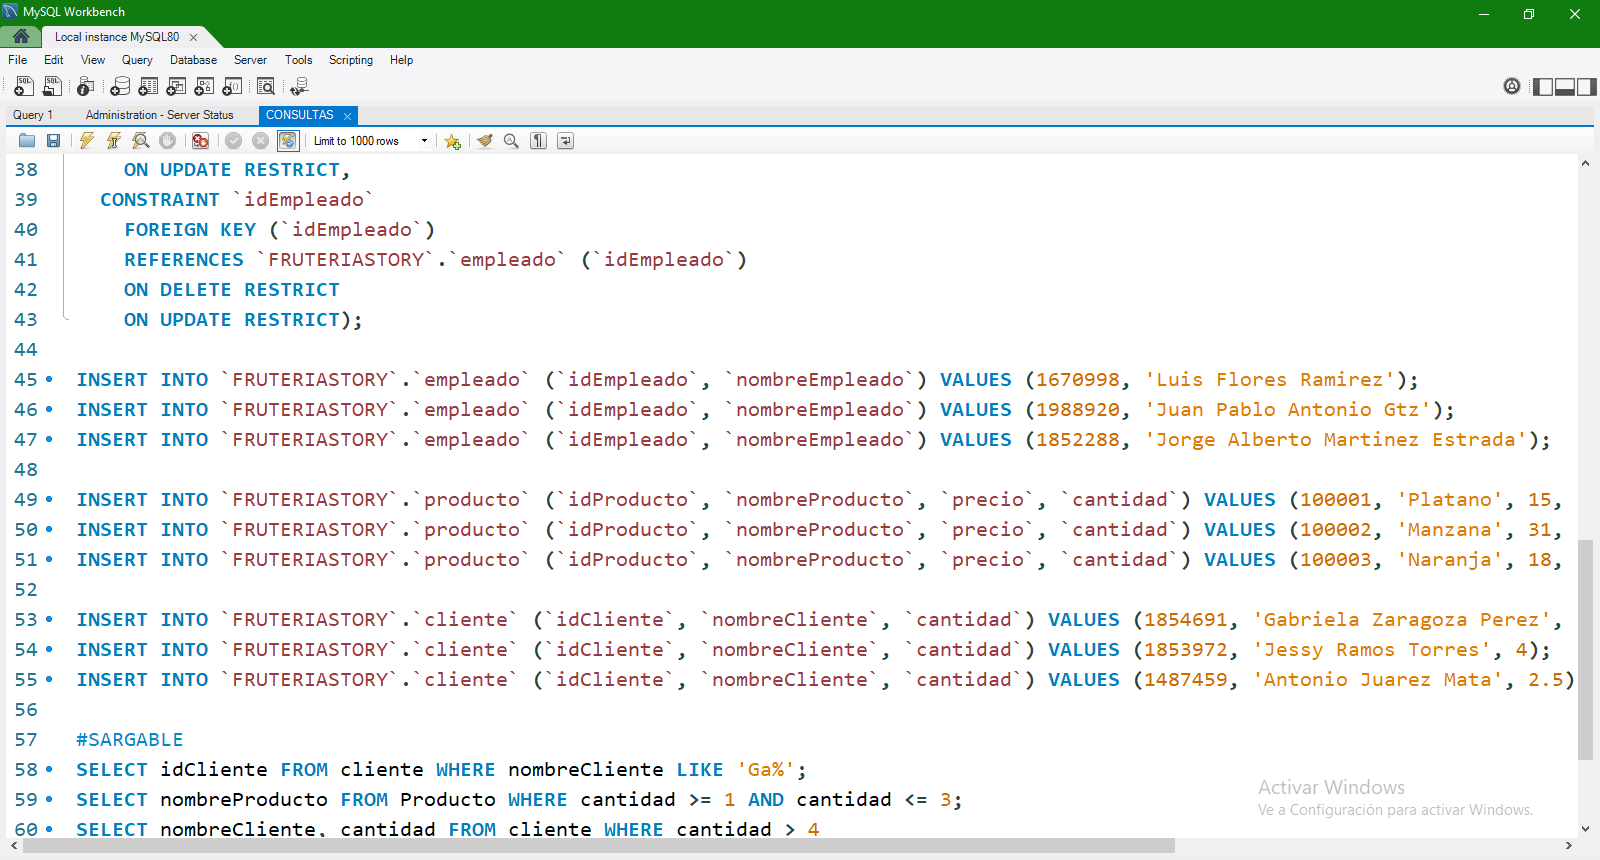 MySQL Workbench
Local instance MySQL80
File Edit View Query Database Server Tools Scripting Help
Query 1 Administration - Server Status CONSULTAS
Limit to 1000 rows
38 ON UPDATE RESTRICT,
39 CONSTRAINT `idEmpleado`
40 FOREIGN KEY (`idEmpleado`)
41 REFERENCES `FRUTERIASTORY`.`empleado` (`idEmpleado`)
42 ON DELETE RESTRICT
43 ON UPDATE RESTRICT);
44
45 INSERT INTO `FRUTERIASTORY`.`empleado` (`idEmpleado`, `nombreEmpleado`) VALUES (1670998, 'Luis Flores Ramirez');
46 INSERT INTO `FRUTERIASTORY`.`empleado` (`idEmpleado`, `nombreEmpleado`) VALUES (1988920, 'Juan Pablo Antonio Gtz');
47 INSERT INTO `FRUTERIASTORY`.`empleado` (`idEmpleado`, `nombreEmpleado`) VALUES (1852288, 'Jorge Alberto Martinez Estrada');
48
49 INSERT INTO `FRUTERIASTORY`.`producto` (`idProducto`, `nombreProducto`, `precio`, `cantidad`) VALUES (100001, 'Platano', 15,
50 INSERT INTO `FRUTERIASTORY`.`producto` (`idProducto`, `nombreProducto`, `precio`, `cantidad`) VALUES (100002, 'Manzana', 31,
51 INSERT INTO `FRUTERIASTORY`.`producto` (`idProducto`, `nombreProducto`, `precio`, `cantidad`) VALUES (100003, 'Naranja', 18,
52
53 INSERT INTO `FRUTERIASTORY`.`cliente` (`idCliente`, `nombreCliente`, `cantidad`) VALUES (1854691, 'Gabriela Zaragoza Perez',
54 INSERT INTO `FRUTERIASTORY`.`cliente` (`idCliente`, `nombreCliente`, `cantidad`) VALUES (1853972, 'Jessy Ramos Torres', 4);
55 INSERT INTO `FRUTERIASTORY`.`cliente` (`idCliente`, `nombreCliente`, `cantidad`) VALUES (1487459, 'Antonio Juarez Mata', 2.5)
56
57 #SARGABLE
58 SELECT idCliente FROM cliente WHERE nombreCliente LIKE 'Ga%';
59 SELECT nombreProducto FROM Producto WHERE cantidad >= 1 AND cantidad <= 3;
60 SELECT nombreCliente, cantidad FROM cliente WHERE cantidad > 4
Activar Windows
Ve a Configuración para activar Windows.